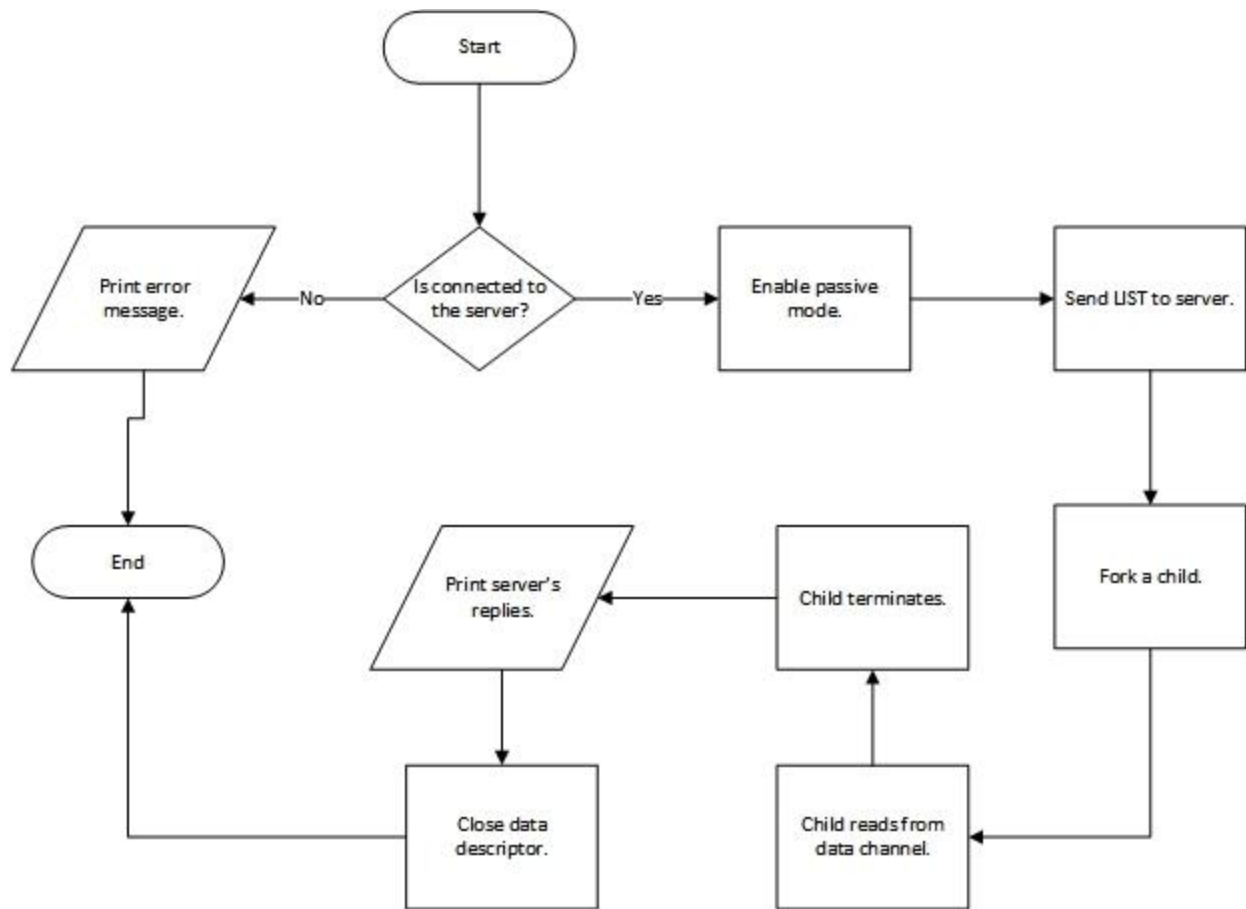 Start
Print error
message.
No
Is connected to
the server?
Yes
Enable passive
mode.
Send LIST to server.
End
Print server's
replies.
Child terminates.
Fork a child.
Close data
descriptor.
Child reads from
data channel.